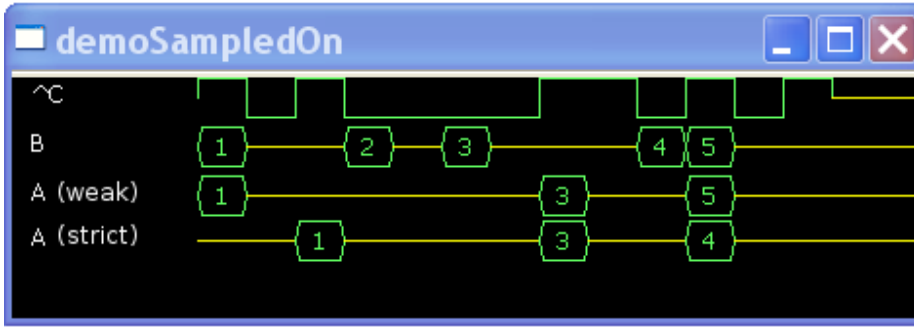 demoSampledOn
^C
B 1 2 3 4 5
A (weak) 1 3 5
A (strict) 1 3 4